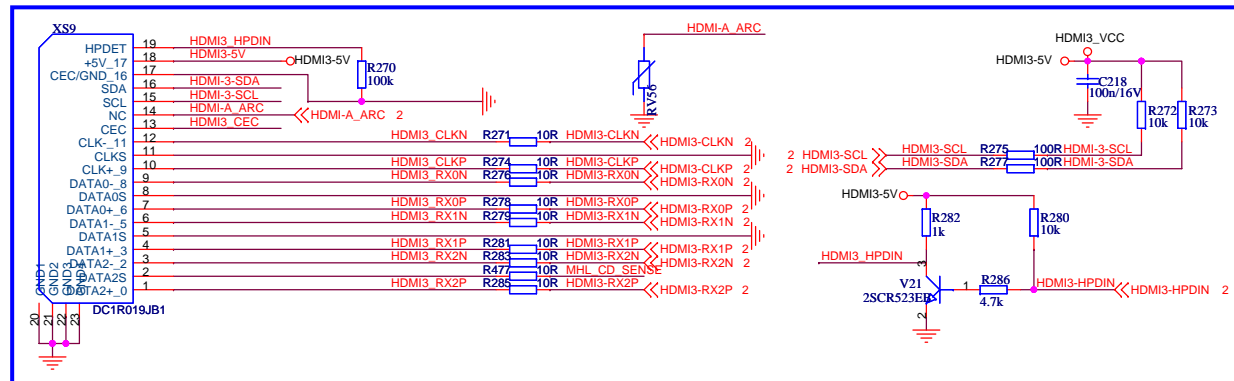 XS9
HPDET 19 HDMI3_HPDIN
+5V_17 18 HDMI3-5V HDMI3-5V
CEC/GND_16 17
SDA 16 HDMI-3-SDA
SCL 15 HDMI-3-SCL
NC 14 HDMI-A_ARC HDMI-A_ARC 2
CEC 13 HDMI3_CEC
CLK-_11 12 HDMI3_CLKN R271 10R HDMI3-CLKN HDMI3-CLKN 2
CLKS 11
CLK+_9 10 HDMI3_CLKP R274 10R HDMI3-CLKP HDMI3-CLKP 2
DATA0-_8 9 HDMI3_RX0N R276 10R HDMI3-RX0N HDMI3-RX0N 2
DATA0S 8
DATA0+_6 7 HDMI3_RX0P R278 10R HDMI3-RX0P HDMI3-RX0P 2
DATA1-_5 6 HDMI3_RX1N R279 10R HDMI3-RX1N HDMI3-RX1N 2
DATA1S 5
DATA1+_3 4 HDMI3_RX1P R281 10R HDMI3-RX1P HDMI3-RX1P 2
DATA2-_2 3 HDMI3_RX2N R283 10R HDMI3-RX2N HDMI3-RX2N 2
DATA2S 2 R477 10R MHL_CD_SENSE
DATA2+_0 1 HDMI3_RX2P R285 10R HDMI3-RX2P HDMI3-RX2P 2
GND1 GND2 GND3 GND4
20 21 22 23
DC1R019JB1
R270
100k
HDMI-A_ARC
RV56
HDMI3_VCC
HDMI3-5V
C218
100n/16V
R272
10k
R273
10k
2 HDMI-3-SCL HDMI3-SCL R275 100R HDMI-3-SCL
2 HDMI3-SDA HDMI3-SDA R277 100R HDMI-3-SDA
HDMI3-5V
R282
1k
R280
10k
HDMI3_HPDIN 3
V21
2SCR523EB
1 R286
4.7k
HDMI3-HPDIN HDMI3-HPDIN 2
2